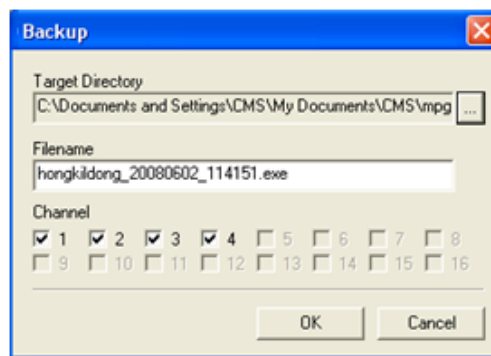 Backup
Target Directory
C:\Documents and Settings\CMS\My Documents\CMS\mpg ...
Filename
hongkildong_20080602_114151.exe
Channel
1 2 3 4 5 6 7 8
9 10 11 12 13 14 15 16
OK Cancel